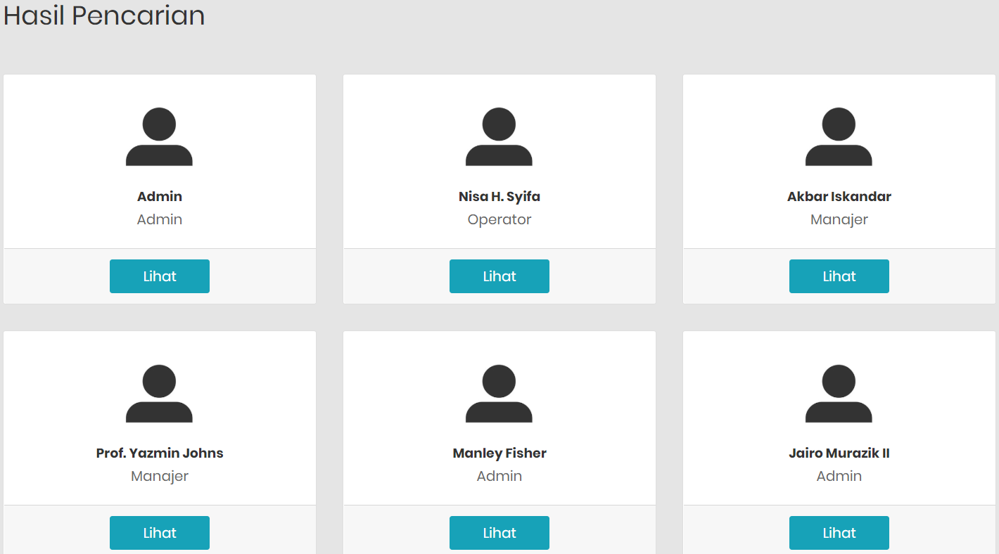 Hasil Pencarian
Admin
Admin
Lihat
Nisa H. Syifa
Operator
Lihat
Akbar Iskandar
Manajer
Lihat
Prof. Yazmin Johns
Manajer
Lihat
Manley Fisher
Admin
Lihat
Jairo Murazik II
Admin
Lihat